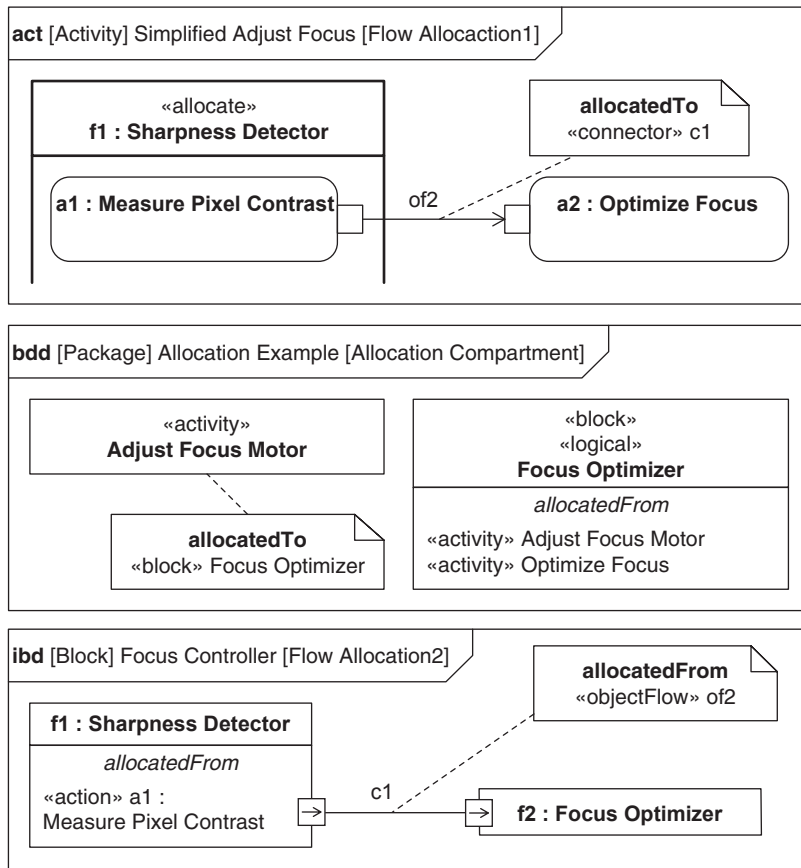 act [Activity] Simplified Adjust Focus [Flow Allocaction1]
«allocate»
f1 : Sharpness Detector
allocatedTo
«connector» c1
a1 : Measure Pixel Contrast
of2
a2 : Optimize Focus
bdd [Package] Allocation Example [Allocation Compartment]
«activity»
Adjust Focus Motor
allocatedTo
«block» Focus Optimizer
«block»
«logical»
Focus Optimizer
allocatedFrom
«activity» Adjust Focus Motor
«activity» Optimize Focus
ibd [Block] Focus Controller [Flow Allocation2]
allocatedFrom
«objectFlow» of2
f1 : Sharpness Detector
allocatedFrom
«action» a1 :
Measure Pixel Contrast
c1
f2 : Focus Optimizer